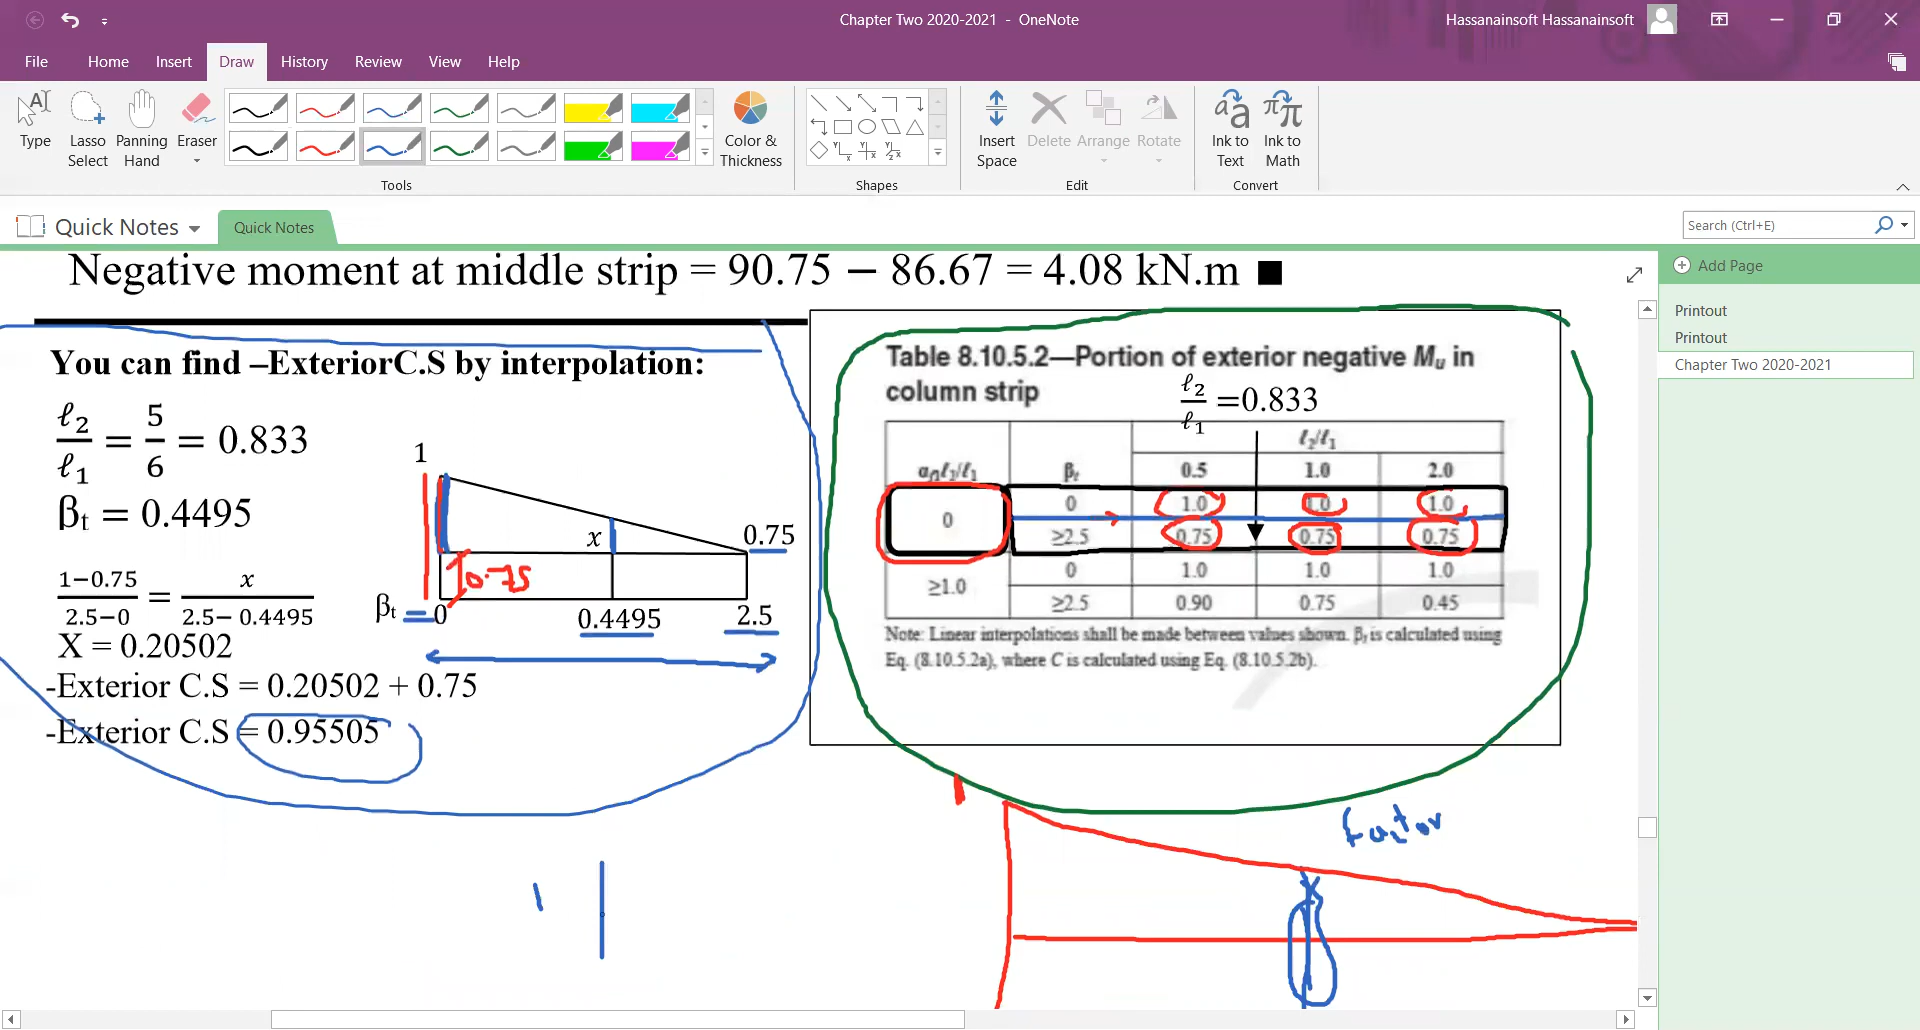 Chapter Two 2020-2021 - OneNote
Hassanainsoft Hassanainsoft
File Home Insert Draw History Review View Help
Type
Lasso Select
Panning Hand
Eraser
Color & Thickness
Insert Space
Delete
Arrange
Rotate
Ink to Text
Ink to Math
Tools
Shapes
Edit
Convert
Quick Notes
Quick Notes
Search (Ctrl+E)
Add Page
Printout
Printout
Chapter Two 2020-2021
Negative moment at middle strip = 90.75 − 86.67 = 4.08 kN.m ■
You can find –ExteriorC.S by interpolation:
ℓ2/ℓ1 = 5/6 = 0.833
βt = 0.4495
(1−0.75)/(2.5−0) = x/(2.5− 0.4495)
X = 0.20502
-Exterior C.S = 0.20502 + 0.75
-Exterior C.S = 0.95505
1
x
0.75
0.75
βt = 0
0.4495
2.5
Table 8.10.5.2—Portion of exterior negative Mu in
column strip
ℓ2/ℓ1 =0.833
ℓ2/ℓ1
αf1ℓ2/ℓ1 βt 0.5 1.0 2.0
0 0 1.0 1.0 1.0
≥2.5 0.75 0.75 0.75
≥1.0 0 1.0 1.0 1.0
≥2.5 0.90 0.75 0.45
Note: Linear interpolations shall be made between values shown. βt is calculated using
Eq. (8.10.5.2a), where C is calculated using Eq. (8.10.5.2b).
factor
x